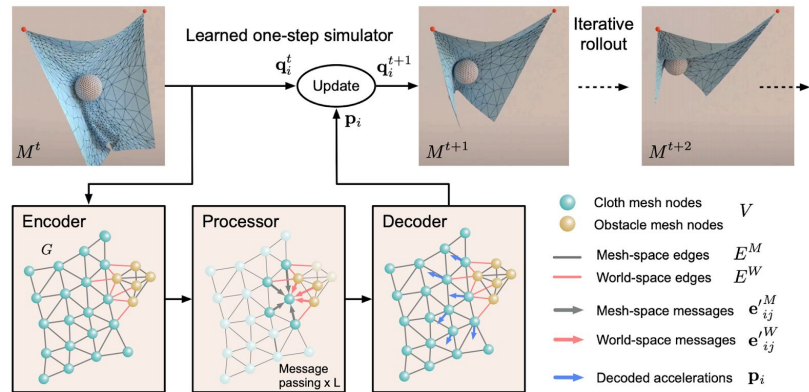 Learned one-step simulator
Iterative
rollout
q_i^t
Update
q_i^{t+1}
p_i
M^t
M^{t+1}
M^{t+2}
Encoder
Processor
Decoder
G
Message
passing x L
Cloth mesh nodes
Obstacle mesh nodes
V
Mesh-space edges E^M
World-space edges E^W
Mesh-space messages e'^M_{ij}
World-space messages e'^W_{ij}
Decoded accelerations p_i